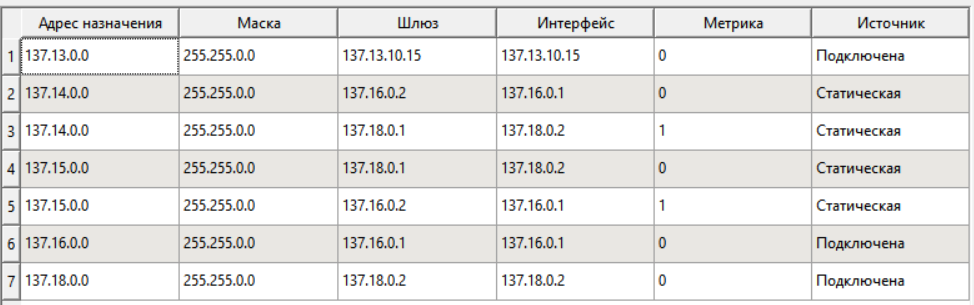 Адрес назначения Маска Шлюз Интерфейс Метрика Источник
1 137.13.0.0 255.255.0.0 137.13.10.15 137.13.10.15 0 Подключена
2 137.14.0.0 255.255.0.0 137.16.0.2 137.16.0.1 0 Статическая
3 137.14.0.0 255.255.0.0 137.18.0.1 137.18.0.2 1 Статическая
4 137.15.0.0 255.255.0.0 137.18.0.1 137.18.0.2 0 Статическая
5 137.15.0.0 255.255.0.0 137.16.0.2 137.16.0.1 1 Статическая
6 137.16.0.0 255.255.0.0 137.16.0.1 137.16.0.1 0 Подключена
7 137.18.0.0 255.255.0.0 137.18.0.2 137.18.0.2 0 Подключена